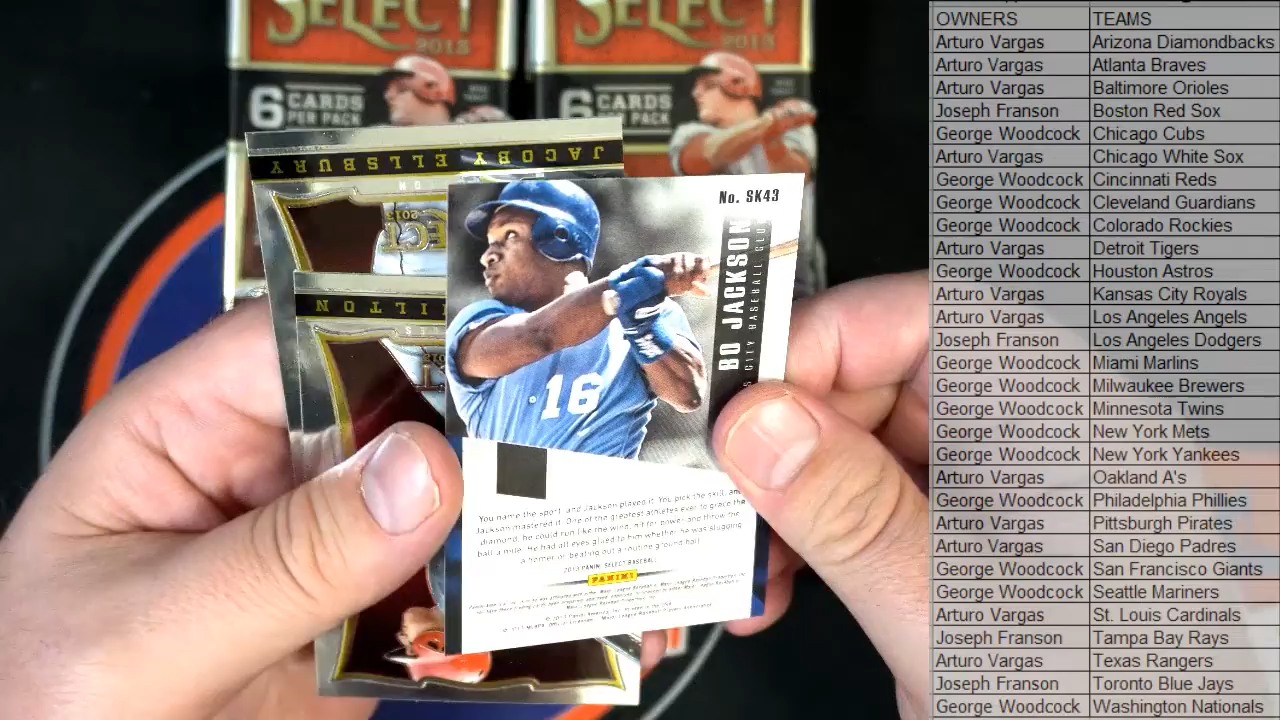 SELECT
2013
SELECT
2013
6 CARDS
PER PACK
6 CARDS
PER PACK
JACOBY ELLSBURY
ILTON
2013
No. SK43
BO JACKSON
CITY BASEBALL CLUB
16
You name the sport, and Jackson played it. You pick the skill, and
Jackson mastered it. One of the greatest athletes ever to grace the
diamond, he could run like the wind, hit for power and throw the
ball a mile. He had all eyes glued to him whether he was slugging
a homer or beating out a routine ground ball.
2013 PANINI SELECT BASEBALL
PANINI
OWNERS TEAMS
Arturo Vargas Arizona Diamondbacks
Arturo Vargas Atlanta Braves
Arturo Vargas Baltimore Orioles
Joseph Franson Boston Red Sox
George Woodcock Chicago Cubs
Arturo Vargas Chicago White Sox
George Woodcock Cincinnati Reds
George Woodcock Cleveland Guardians
George Woodcock Colorado Rockies
Arturo Vargas Detroit Tigers
George Woodcock Houston Astros
Arturo Vargas Kansas City Royals
Arturo Vargas Los Angeles Angels
Joseph Franson Los Angeles Dodgers
George Woodcock Miami Marlins
George Woodcock Milwaukee Brewers
George Woodcock Minnesota Twins
George Woodcock New York Mets
George Woodcock New York Yankees
Arturo Vargas Oakland A's
George Woodcock Philadelphia Phillies
Arturo Vargas Pittsburgh Pirates
Arturo Vargas San Diego Padres
George Woodcock San Francisco Giants
George Woodcock Seattle Mariners
Arturo Vargas St. Louis Cardinals
Joseph Franson Tampa Bay Rays
Arturo Vargas Texas Rangers
Joseph Franson Toronto Blue Jays
George Woodcock Washington Nationals